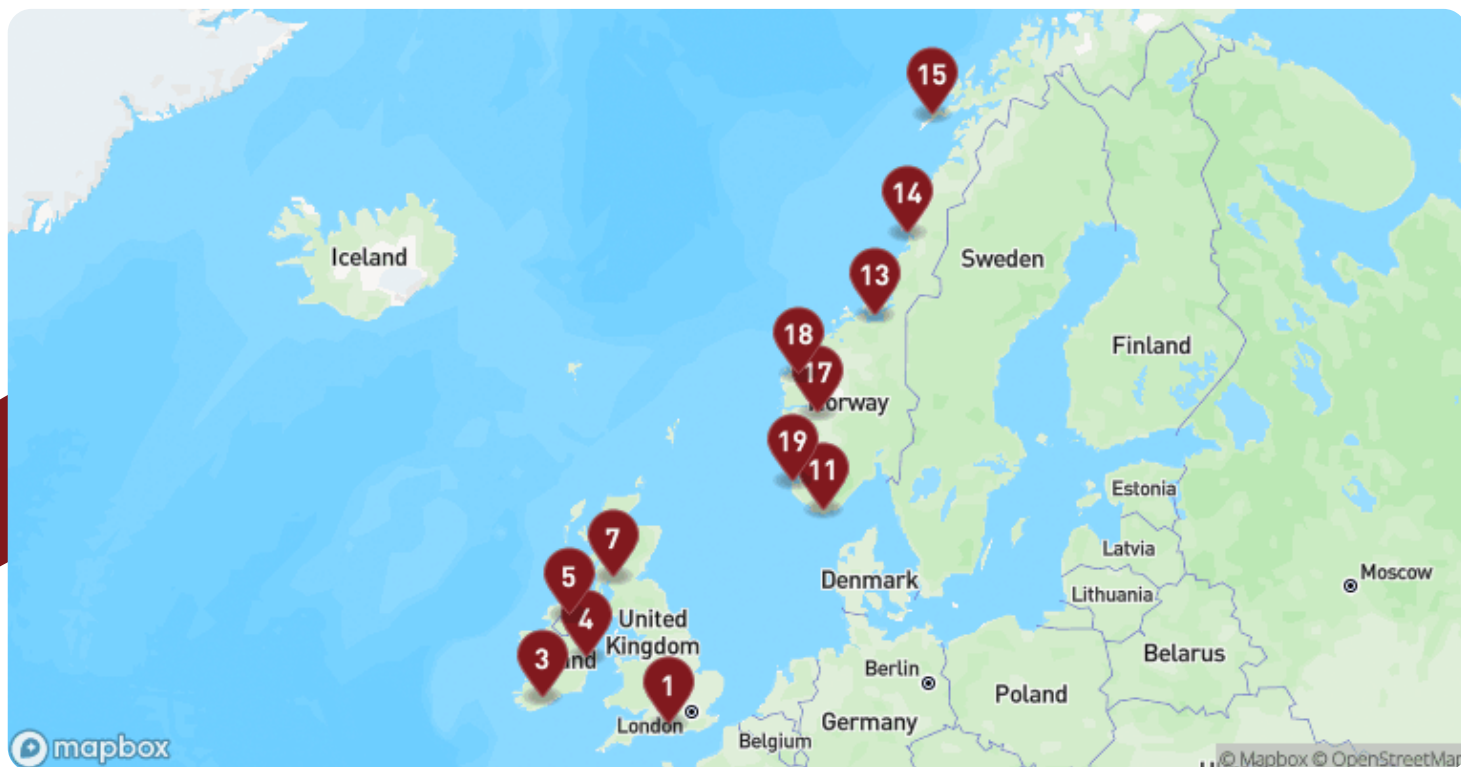 15
14
Iceland
Sweden
13
18
Finland
17
orway
19
11
Estonia
7
Latvia
5
Denmark
Moscow
Lithuania
4
United
Kingdom
3
nd
Belarus
1
Berlin
Poland
London
Germany
Belgium
mapbox
© Mapbox © OpenStreetMap